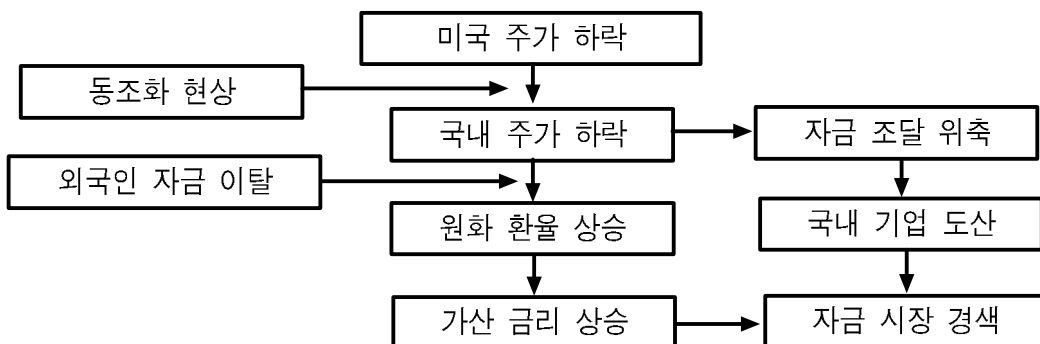 미국 주가 하락
동조화 현상
국내 주가 하락
자금 조달 위축
외국인 자금 이탈
원화 환율 상승
국내 기업 도산
가산 금리 상승
자금 시장 경색